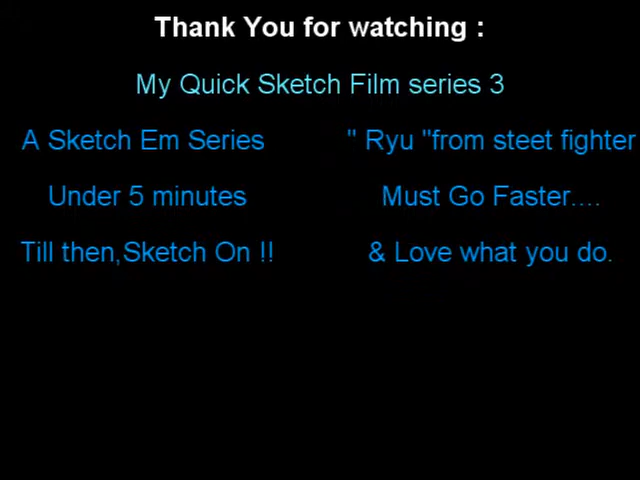 Thank You for watching :
My Quick Sketch Film series 3
A Sketch Em Series " Ryu "from steet fighter
Under 5 minutes Must Go Faster....
Till then,Sketch On !! & Love what you do.